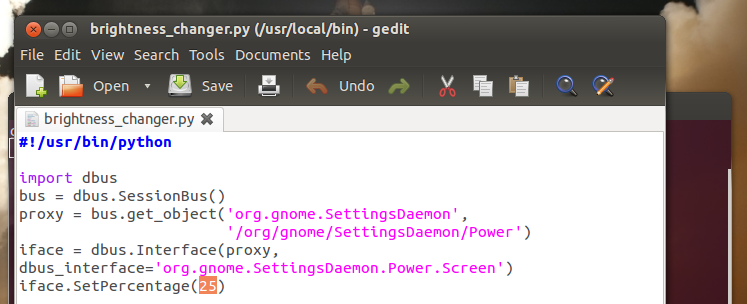 brightness_changer.py (/usr/local/bin) - gedit
File Edit View Search Tools Documents Help
Open Save Undo
brightness_changer.py
#!/usr/bin/python
import dbus
bus = dbus.SessionBus()
proxy = bus.get_object('org.gnome.SettingsDaemon',
'/org/gnome/SettingsDaemon/Power')
iface = dbus.Interface(proxy,
dbus_interface='org.gnome.SettingsDaemon.Power.Screen')
iface.SetPercentage(25)